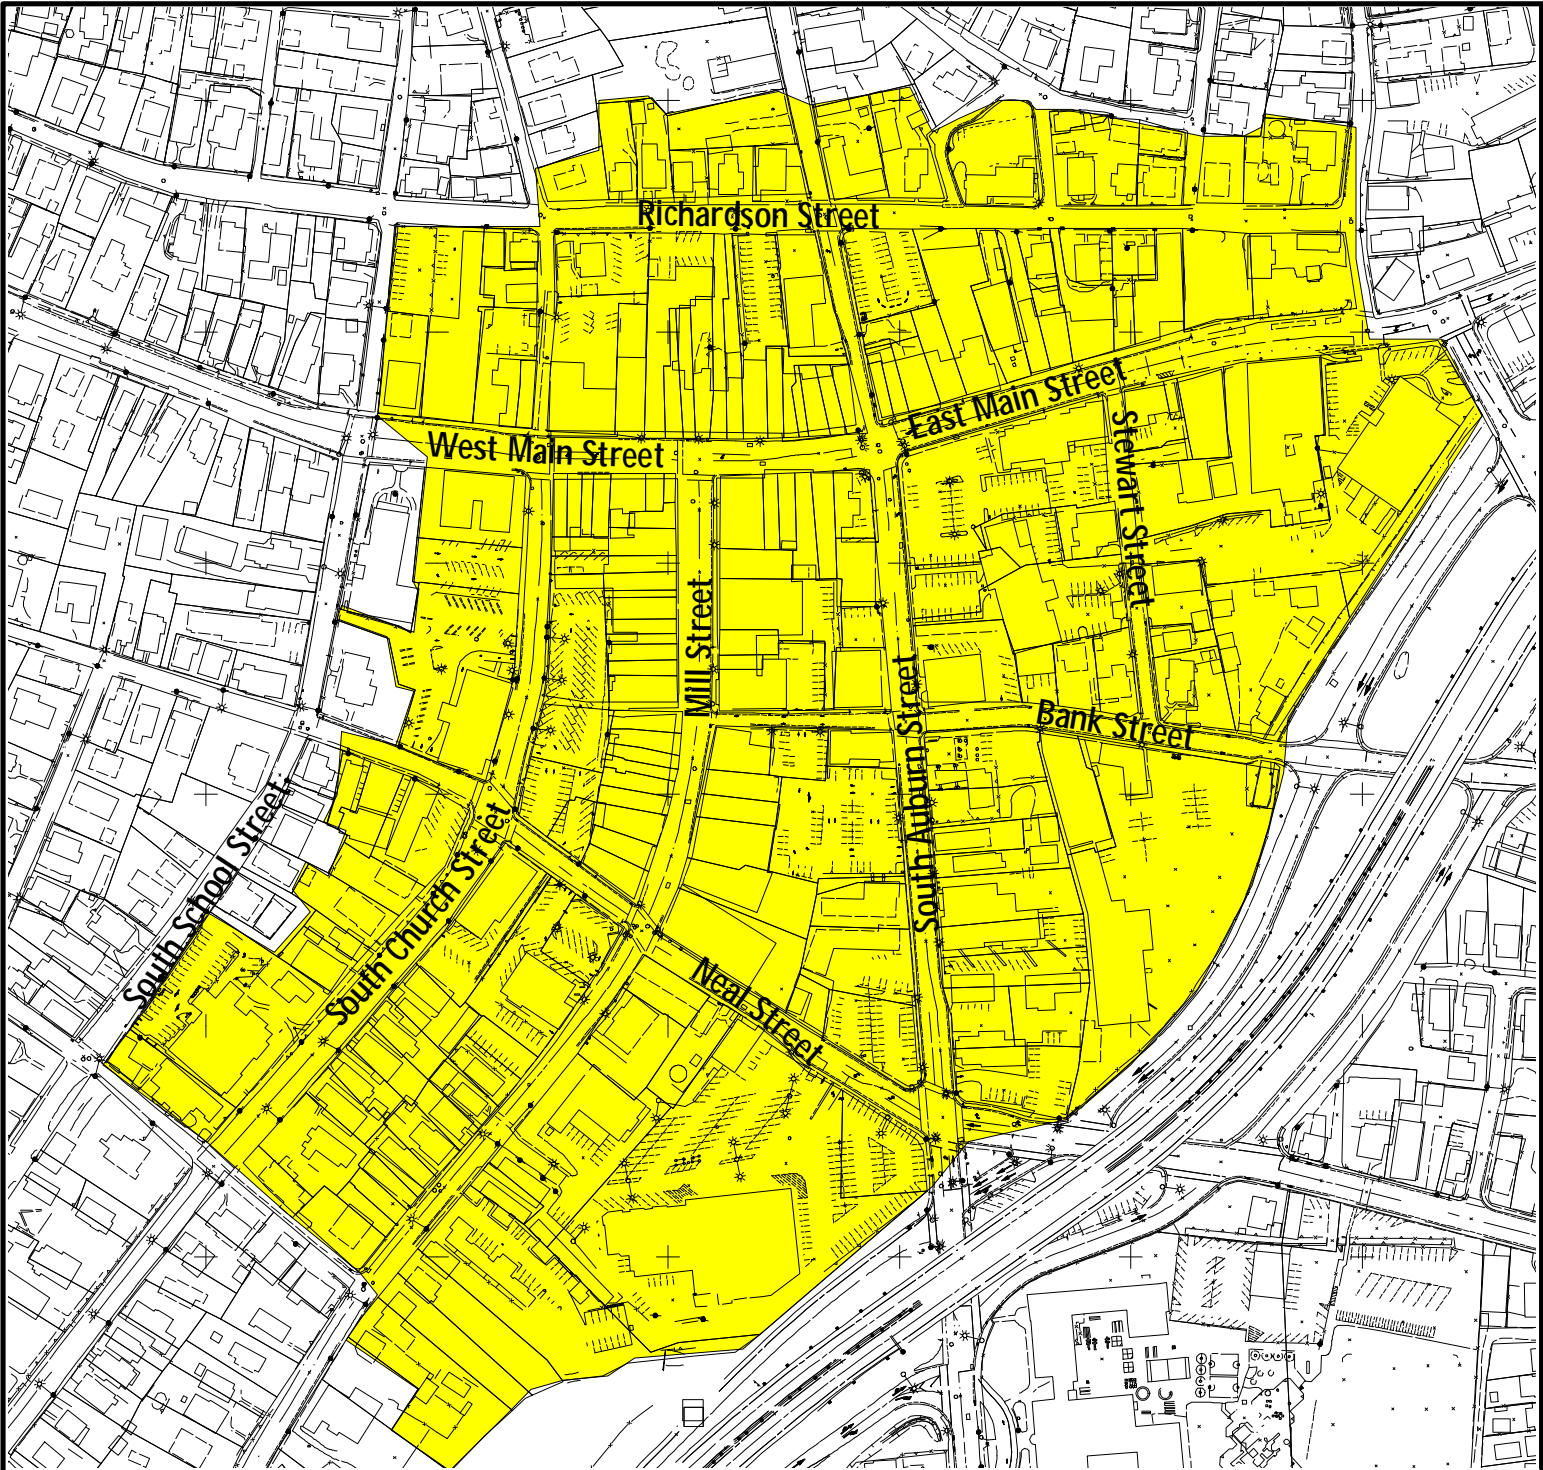 Richardson Street
East Main Street
West Main Street
Stewart Street
Mill Street
South Auburn Street
Bank Street
South School Street
South Church Street
Neal Street